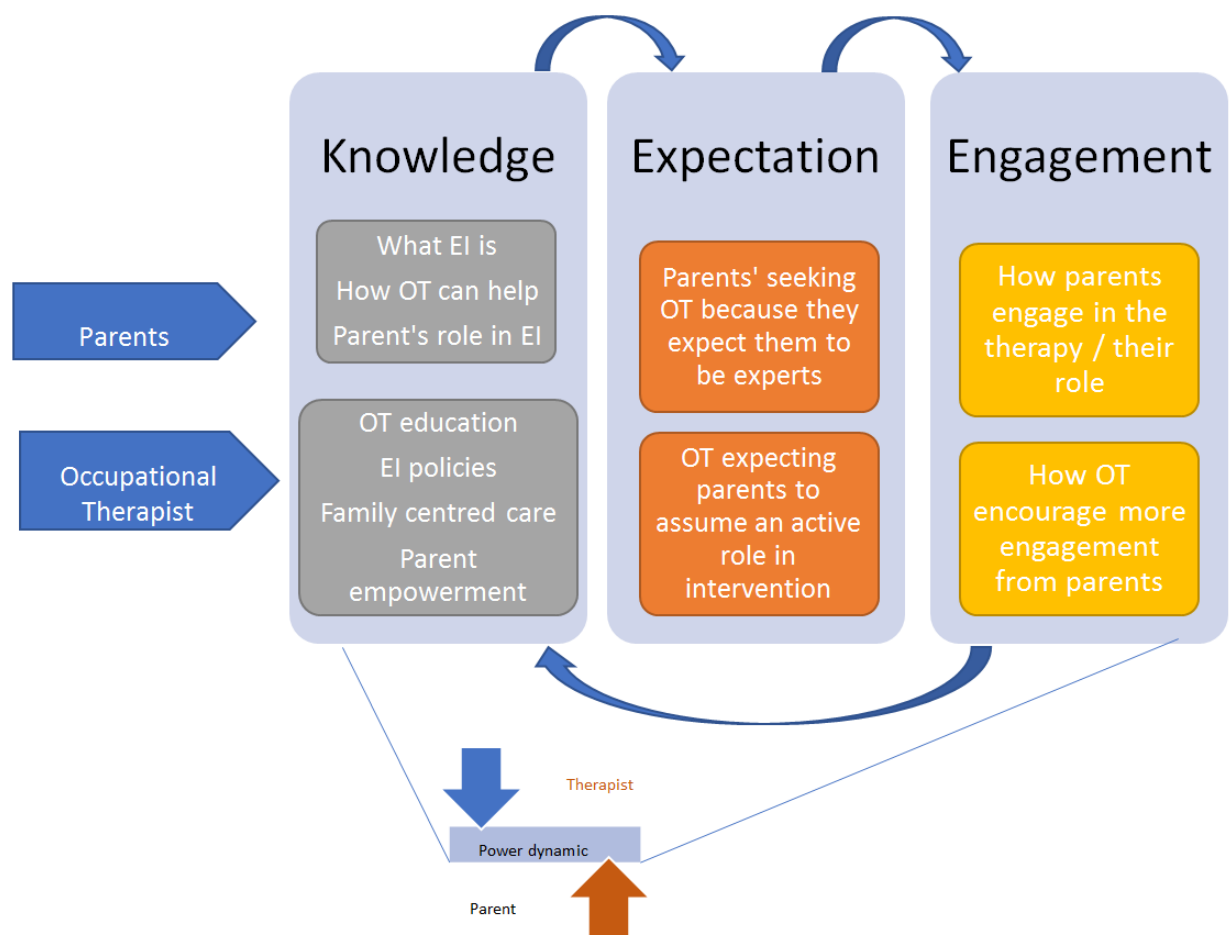 Knowledge
Expectation
Engagement
Parents
What EI is
How OT can help
Parent's role in EI
Parents' seeking
OT because they
expect them to
be experts
How parents
engage in the
therapy / their
role
Occupational
Therapist
OT education
EI policies
Family centred care
Parent
empowerment
OT expecting
parents to
assume an active
role in
intervention
How OT
encourage more
engagement
from parents
Therapist
Power dynamic
Parent